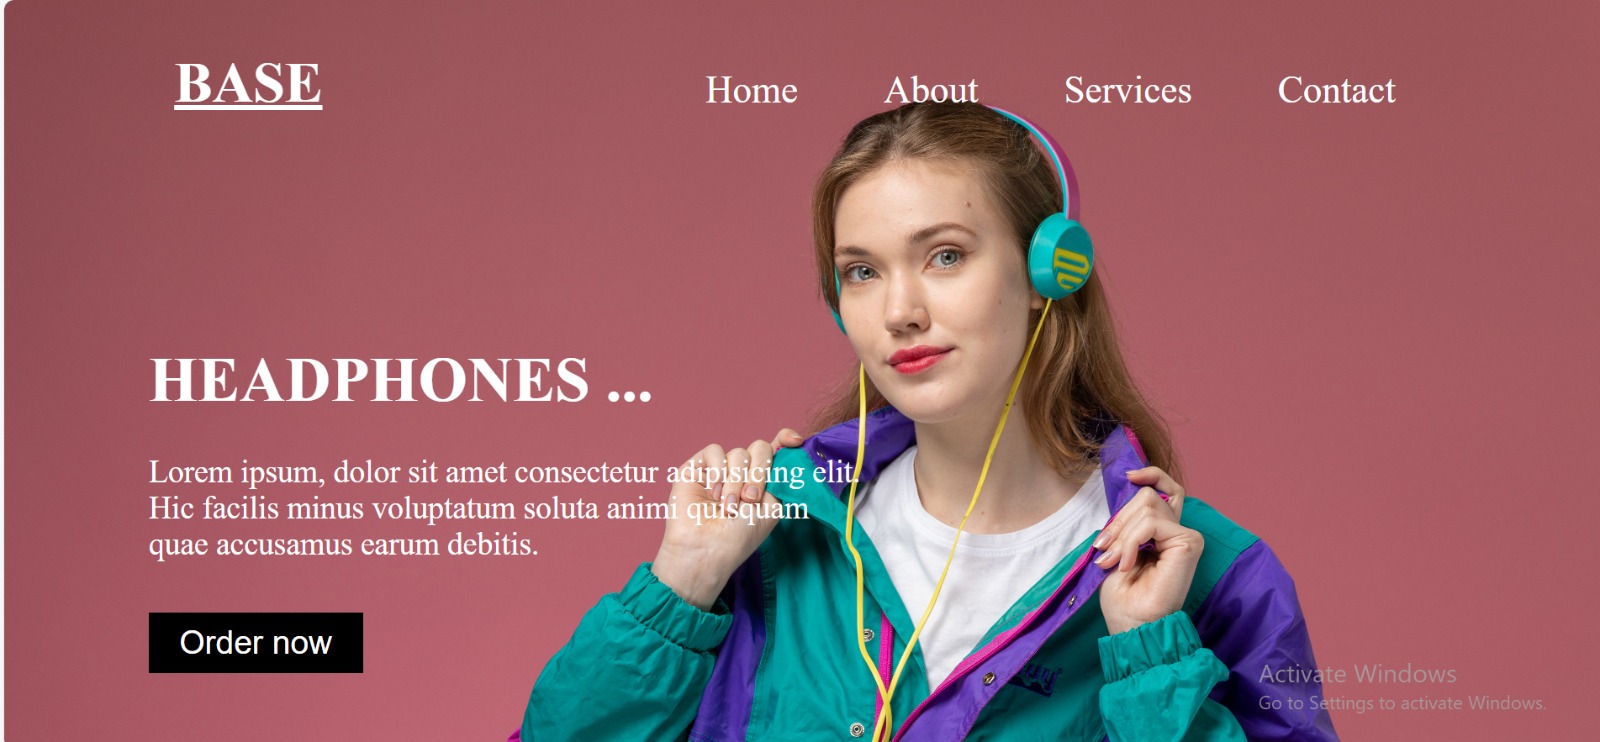 BASE
Home About Services Contact
HEADPHONES ...
Lorem ipsum, dolor sit amet consectetur adipisicing elit.
Hic facilis minus voluptatum soluta animi quisquam
quae accusamus earum debitis.
Order now
Activate Windows
Go to Settings to activate Windows.